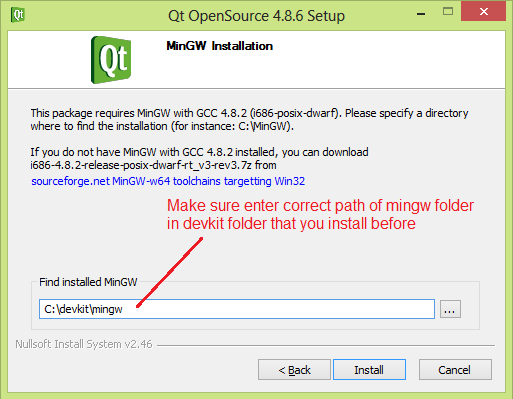 Qt OpenSource 4.8.6 Setup
Qt
MinGW Installation
This package requires MinGW with GCC 4.8.2 (i686-posix-dwarf). Please specify a directory
where to find the installation (for instance: C:\MinGW).
If you do not have MinGW with GCC 4.8.2 installed, you can download
i686-4.8.2-release-posix-dwarf-rt_v3-rev3.7z from
sourceforge.net MinGW-w64 toolchains targetting Win32
Make sure enter correct path of mingw folder
in devkit folder that you install before
Find installed MinGW
C:\devkit\mingw
...
Nullsoft Install System v2.46
< Back
Install
Cancel